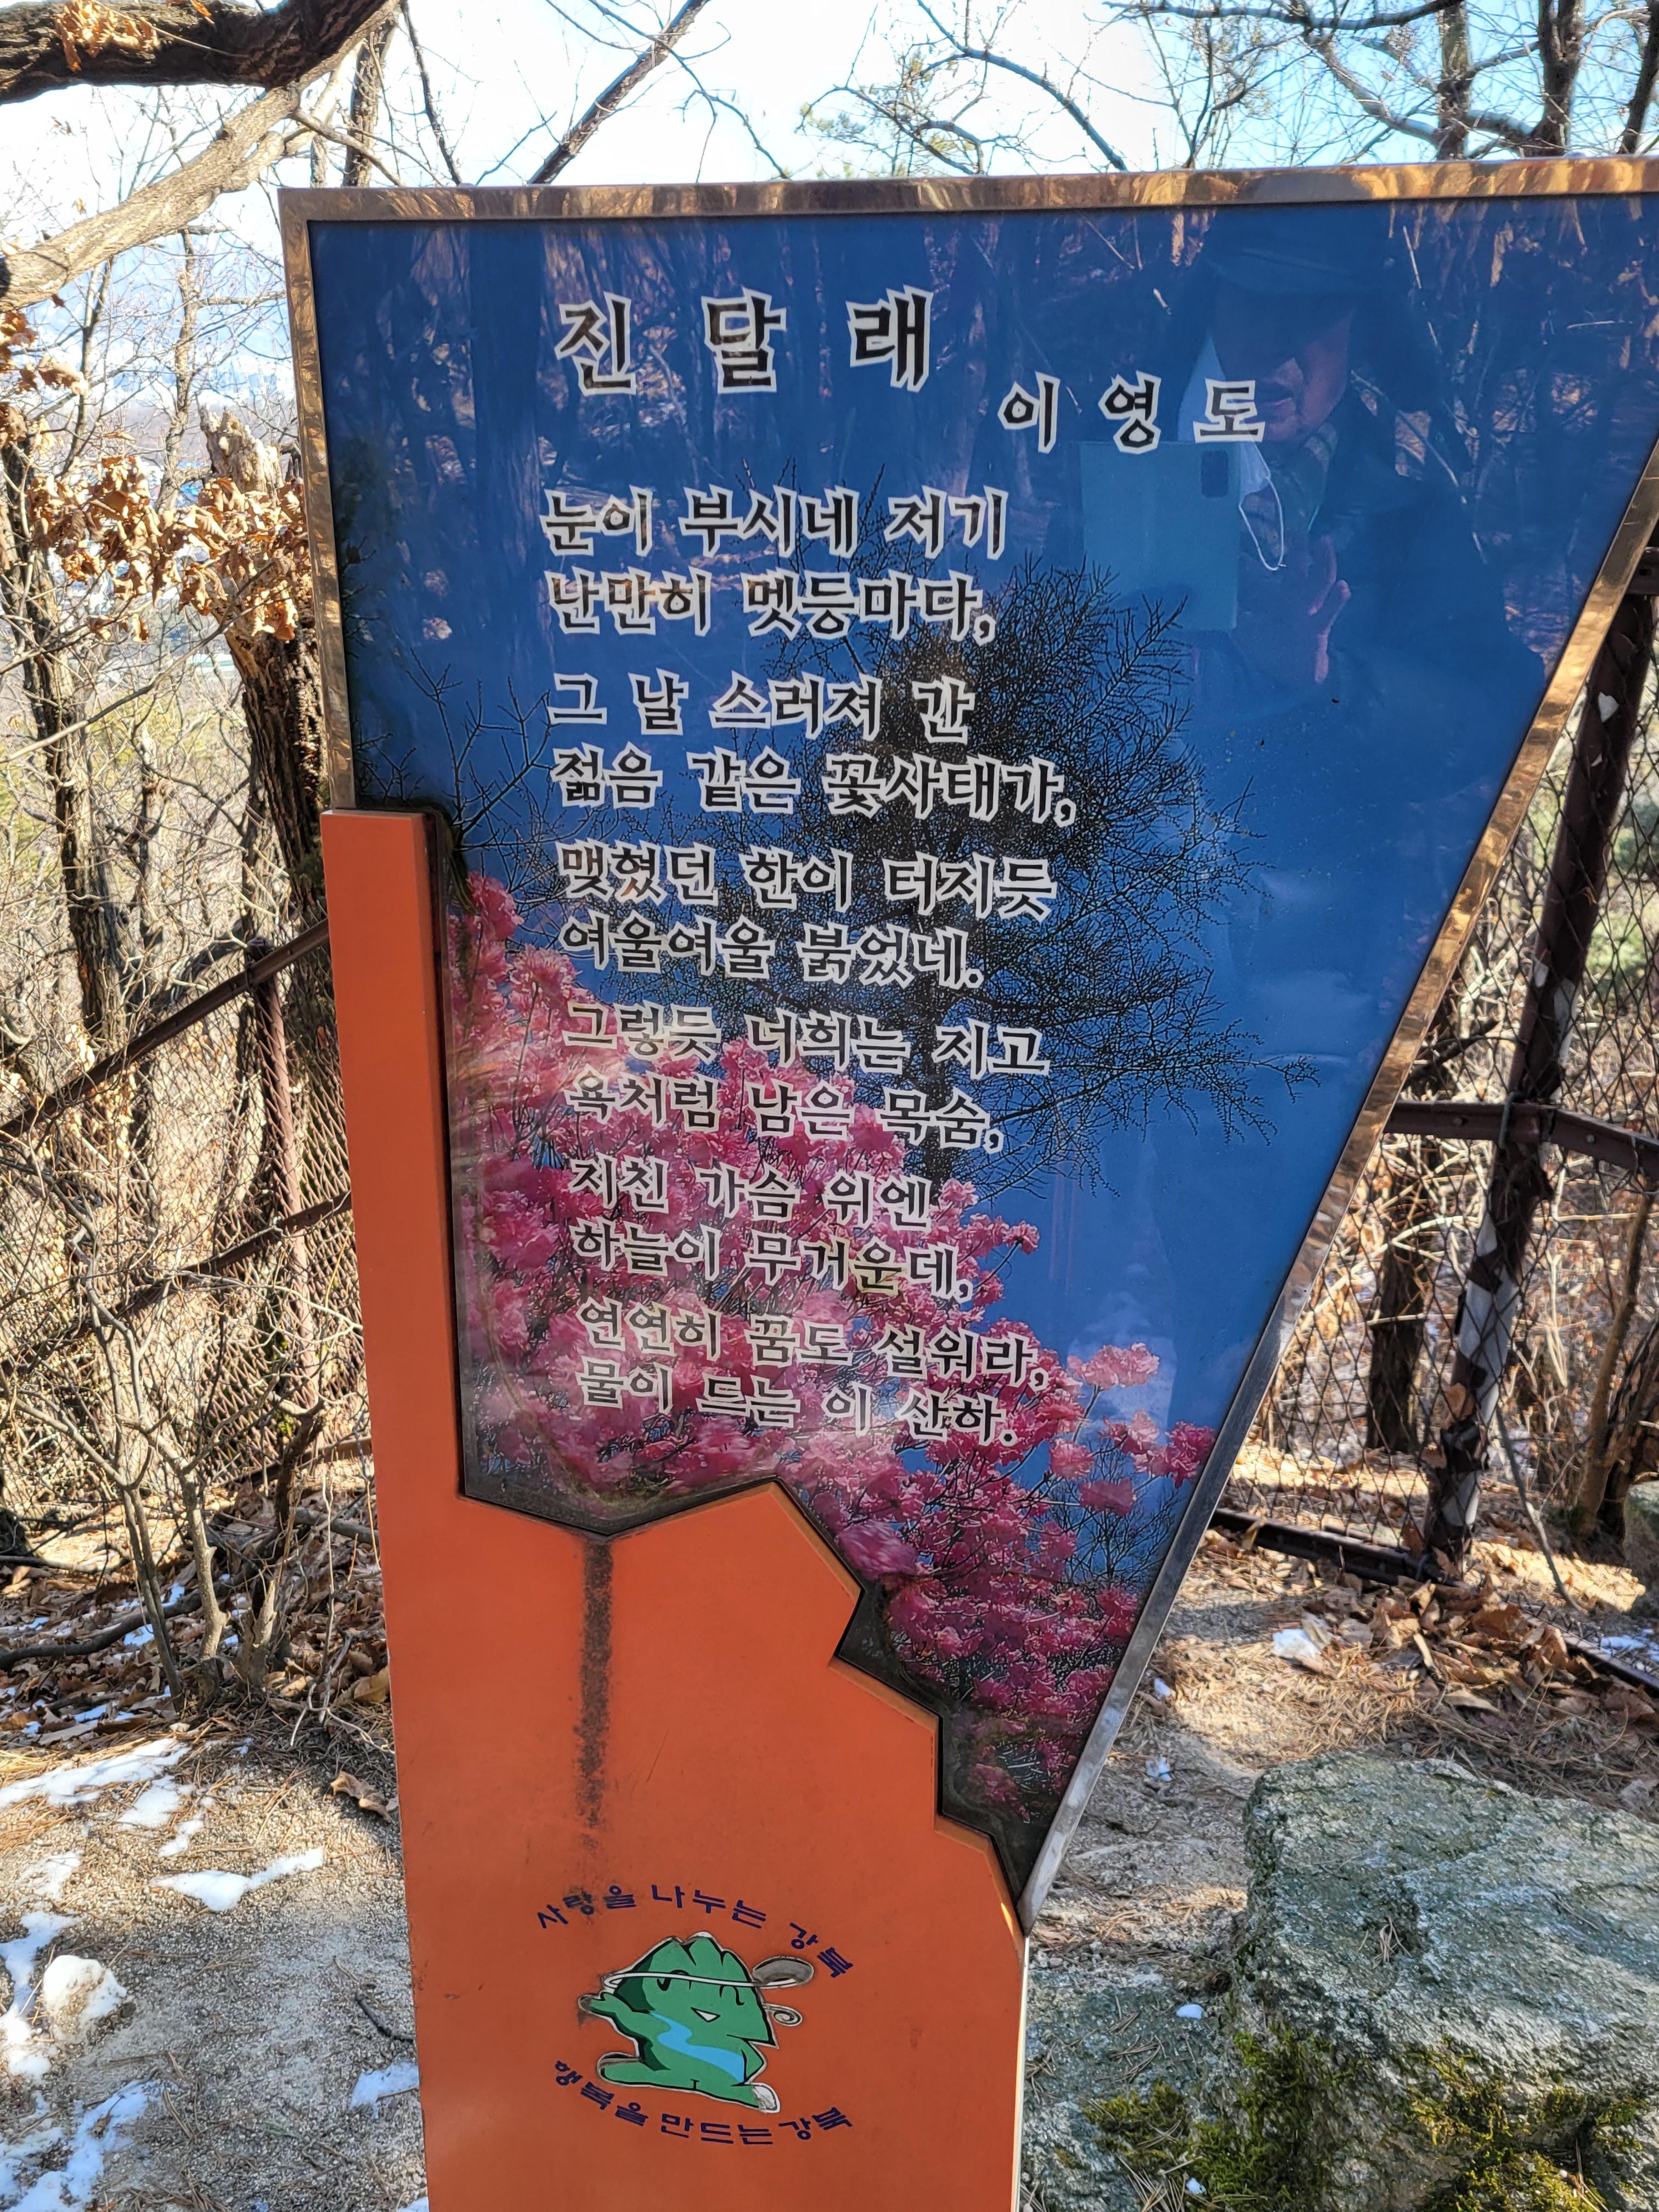 진 달 래
이 영 도
눈이 부시네 저기
난만히 멧등마다,
그 날 스러져 간
젊음 같은 꽃사태가,
맺혔던 한이 터지듯
여울여울 붉었네.
그렇듯 너희는 지고
욕처럼 남은 목숨,
지친 가슴 위엔
하늘이 무거운데,
연연히 꿈도 설워라,
물이 드는 이 산하.
사랑을 나누는 강북
행복을 만드는 강북